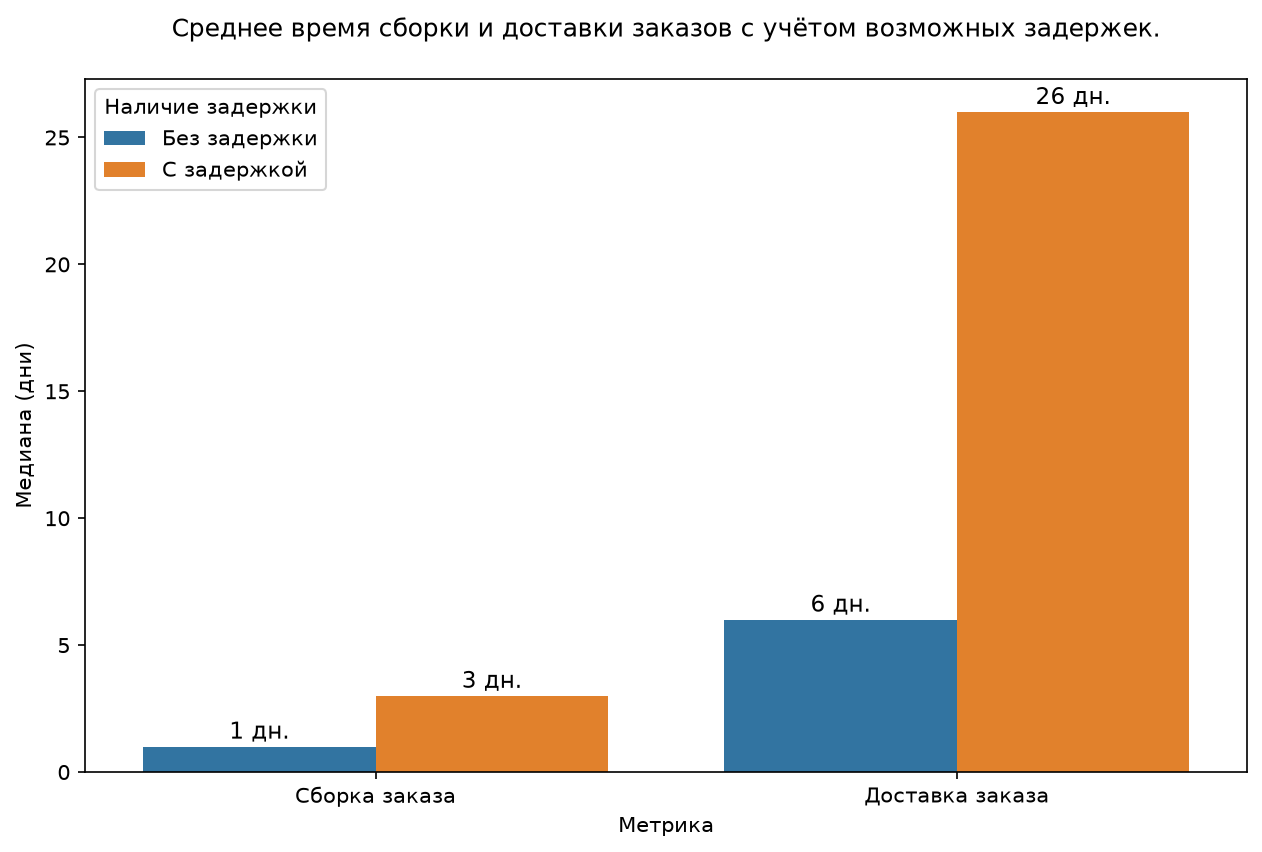 Среднее время сборки и доставки заказов с учётом возможных задержек.
Наличие задержки
Без задержки
С задержкой
Медиана (дни)
25
20
15
10
5
0
1 дн.
3 дн.
6 дн.
26 дн.
Сборка заказа
Доставка заказа
Метрика